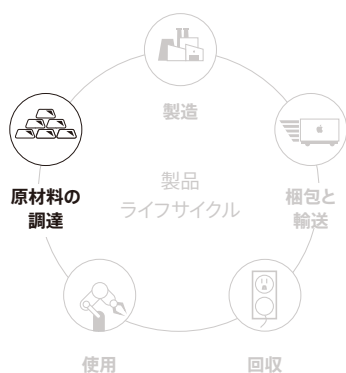 製造
原材料の
調達
製品
ライフサイクル
梱包と
輸送
使用
回収